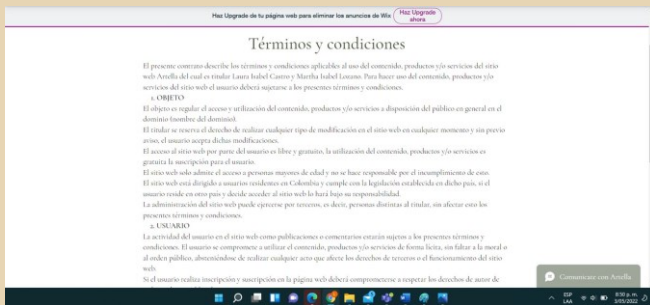 Haz Upgrade de tu página web para eliminar los anuncios de Wix
Haz Upgrade
ahora
Términos y condiciones
El presente contrato describe los términos y condiciones aplicables al uso del contenido, productos y/o servicios del sitio
web Artella del cual es titular Laura Isabel Castro y Martha Isabel Lozano. Para hacer uso del contenido, productos y/o
servicios del sitio web el usuario deberá sujetarse a los presentes términos y condiciones.
1. OBJETO
El objeto es regular el acceso y utilización del contenido, productos y/o servicios a disposición del público en general en el
dominio (nombre del dominio).
El titular se reserva el derecho de realizar cualquier tipo de modificación en el sitio web en cualquier momento y sin previo
aviso, el usuario acepta dichas modificaciones.
El acceso al sitio web por parte del usuario es libre y gratuito, la utilización del contenido, productos y/o servicios es
gratuita la suscripción para el usuario.
El sitio web solo admite el acceso a personas mayores de edad y no se hace responsable por el incumplimiento de esto.
El sitio web está dirigido a usuarios residentes en Colombia y cumple con la legislación establecida en dicho país, si el
usuario reside en otro país y decide acceder al sitio web lo hará bajo su responsabilidad.
La administración del sitio web puede ejercerse por terceros, es decir, personas distintas al titular, sin afectar esto los
presentes términos y condiciones.
2. USUARIO
La actividad del usuario en el sitio web como publicaciones o comentarios estarán sujetos a los presentes términos y
condiciones. El usuario se compromete a utilizar el contenido, productos y/o servicios de forma lícita, sin faltar a la moral o
al orden público, absteniéndose de realizar cualquier acto que afecte los derechos de terceros o el funcionamiento del sitio
web.
Si el usuario realiza inscripción y suscripción en la página web deberá comprometerse a respetar los derechos de autor de
Comunícate con Artella
ESP
LAA
8:50 p. m.
3/05/2022